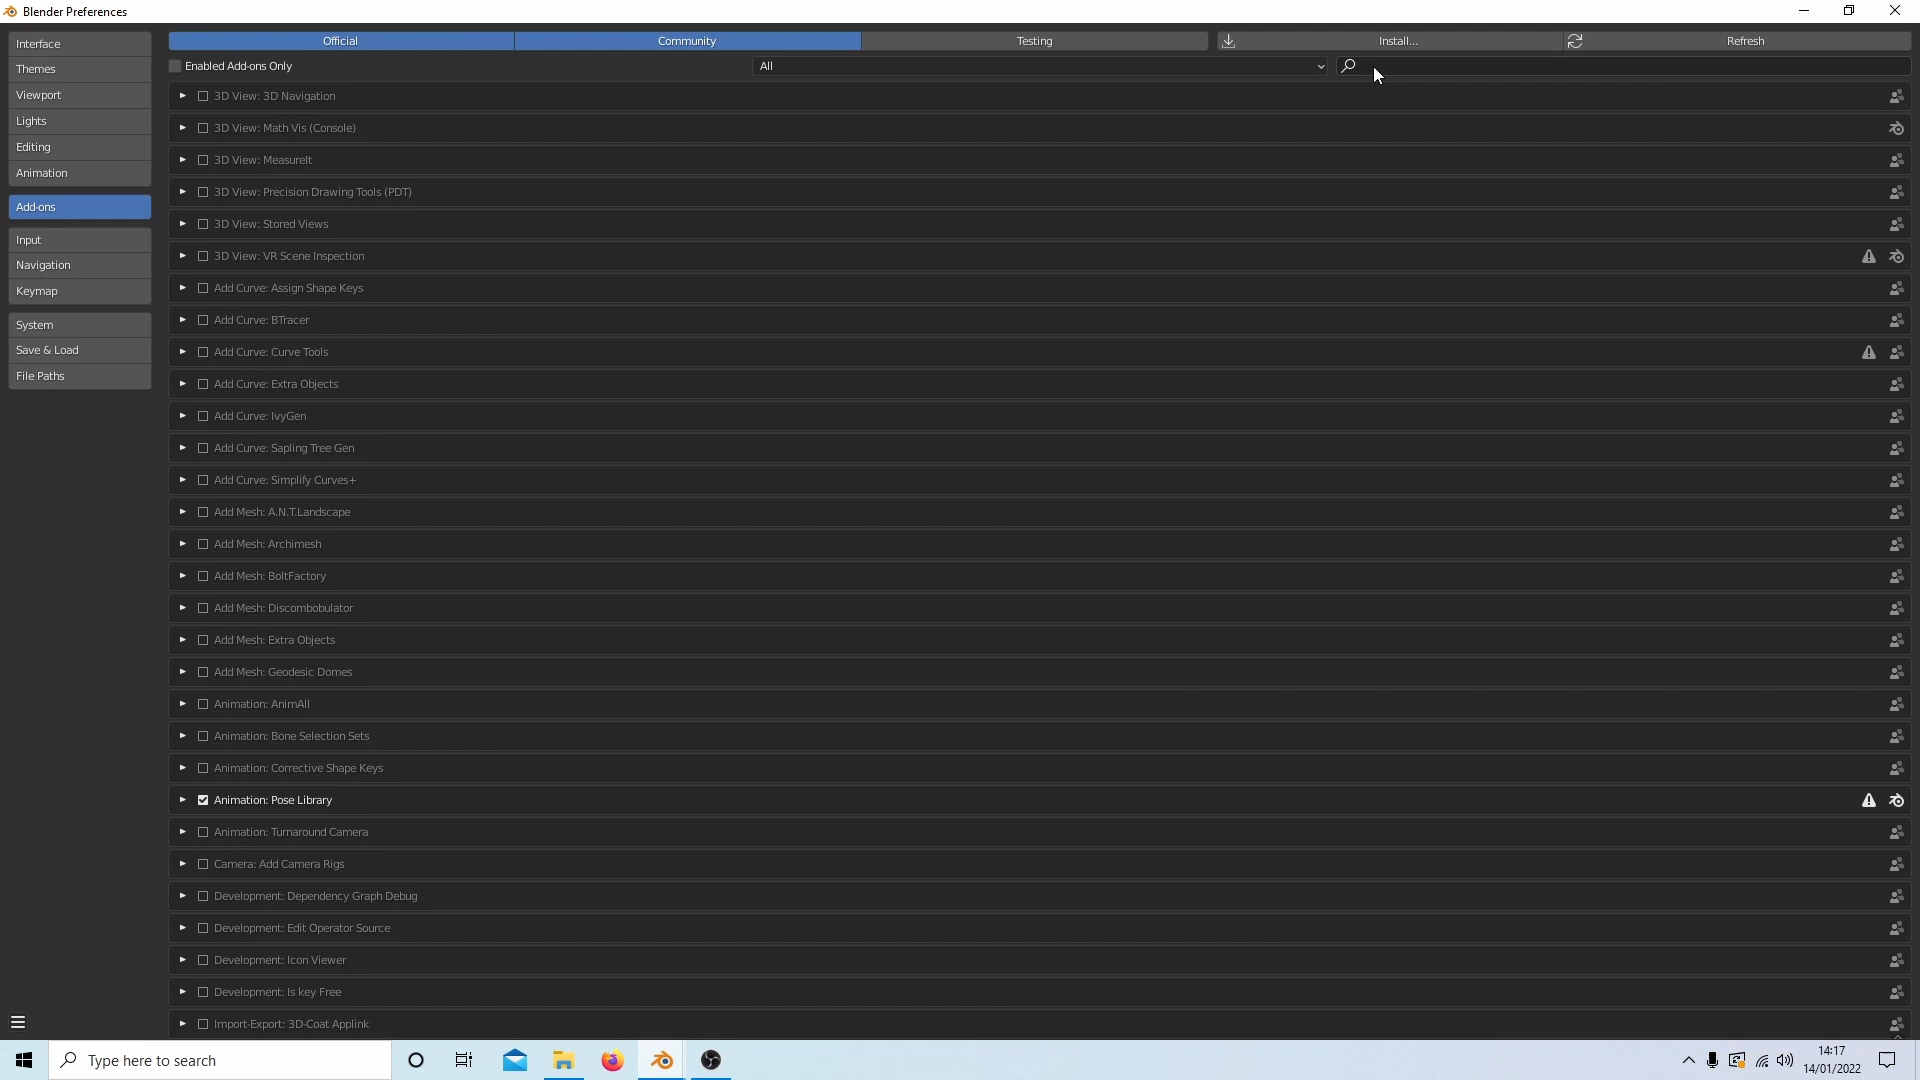 Blender Preferences
Interface
Themes
Viewport
Lights
Editing
Animation
Add-ons
Input
Navigation
Keymap
System
Save & Load
File Paths
Official
Community
Testing
Install...
Refresh
Enabled Add-ons Only
All
3D View: 3D Navigation
3D View: Math Vis (Console)
3D View: MeasureIt
3D View: Precision Drawing Tools (PDT)
3D View: Stored Views
3D View: VR Scene Inspection
Add Curve: Assign Shape Keys
Add Curve: BTracer
Add Curve: Curve Tools
Add Curve: Extra Objects
Add Curve: IvyGen
Add Curve: Sapling Tree Gen
Add Curve: Simplify Curves+
Add Mesh: A.N.T.Landscape
Add Mesh: Archimesh
Add Mesh: BoltFactory
Add Mesh: Discombobulator
Add Mesh: Extra Objects
Add Mesh: Geodesic Domes
Animation: AnimAll
Animation: Bone Selection Sets
Animation: Corrective Shape Keys
Animation: Pose Library
Animation: Turnaround Camera
Camera: Add Camera Rigs
Development: Dependency Graph Debug
Development: Edit Operator Source
Development: Icon Viewer
Development: Is key Free
Import-Export: 3D-Coat Applink
Type here to search
14:17
14/01/2022